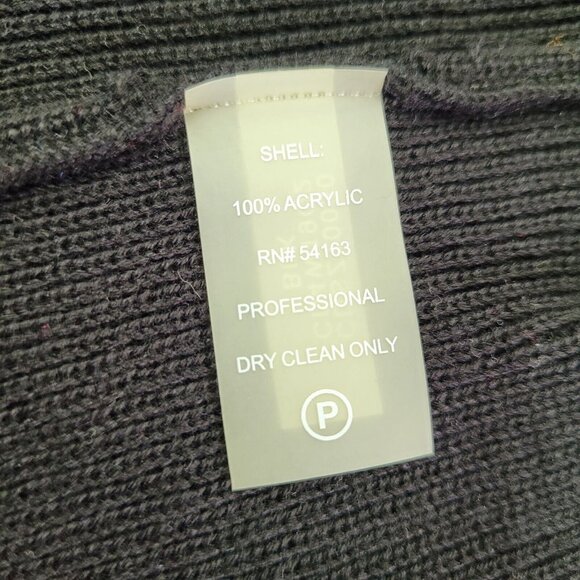 SHELL:
100% ACRYLIC
RN# 54163
PROFESSIONAL
DRY CLEAN ONLY
P